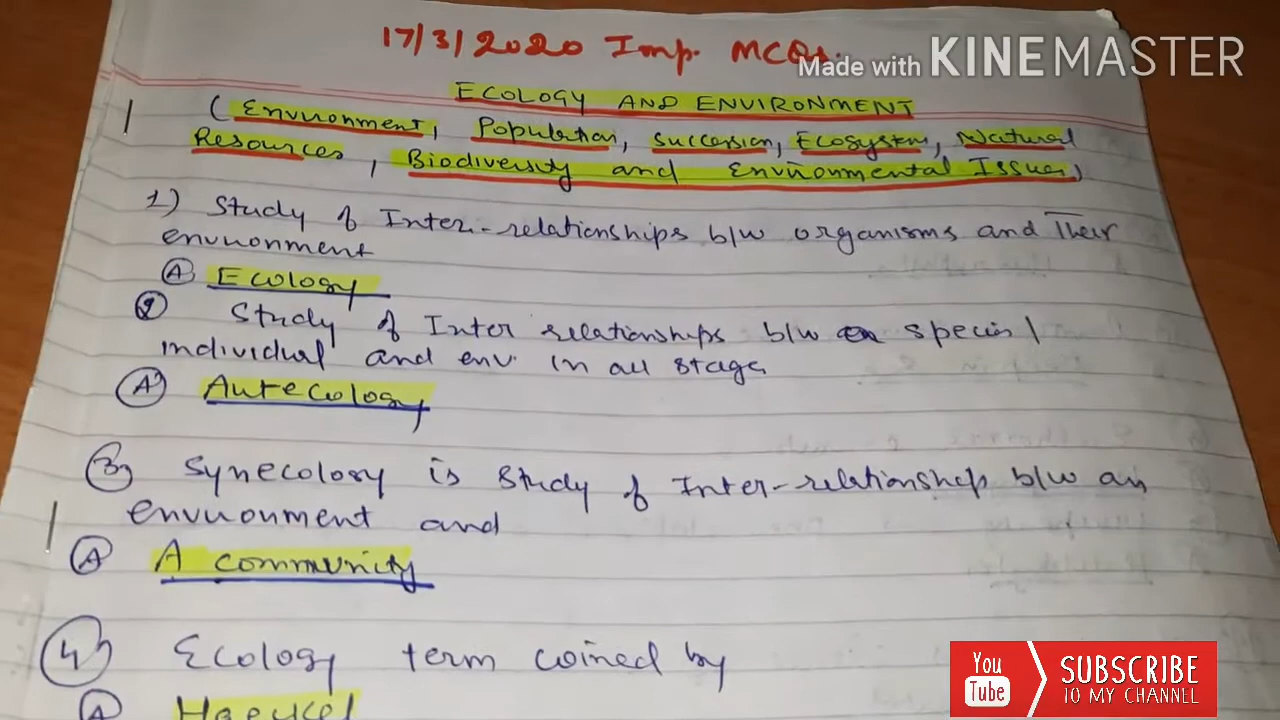 17/3/2020 Imp. MCQs.
Made with KINEMASTER
ECOLOGY AND ENVIRONMENT
(Environment, Population, Succession, Ecosystem, Natural
Resources, Biodiversity and Environmental Issues)
1) Study of Inter-relationships b/w organisms and Their
environment
(A) Ecology
(2) Study of Inter relationships b/w species/
individual and env. in all stage
(A) Autecology
(3) Synecology is study of Inter-relationship b/w an
environment and
(A) A community
(4) Ecology term coined by
(A) Haeckel
You Tube SUBSCRIBE
TO MY CHANNEL